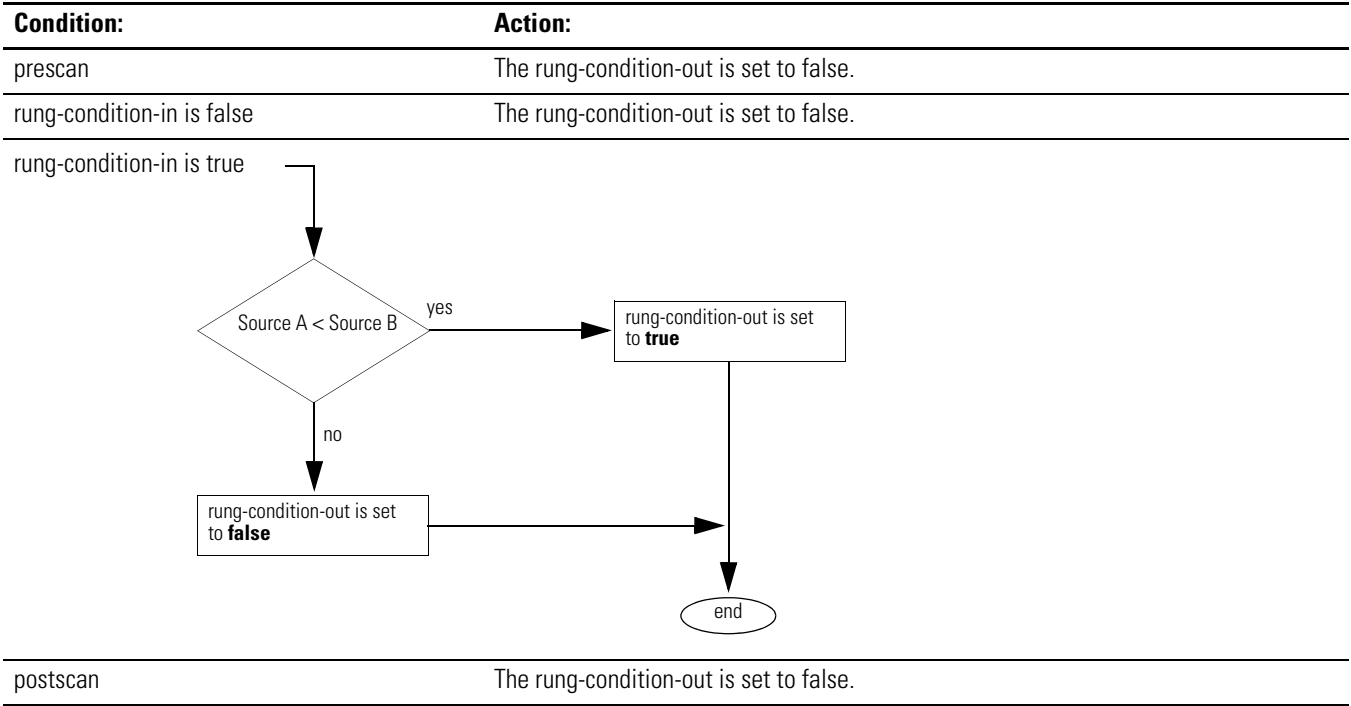 Condition: Action:
prescan The rung-condition-out is set to false.
rung-condition-in is false The rung-condition-out is set to false.
rung-condition-in is true
Source A < Source B
yes
rung-condition-out is set
to true
no
rung-condition-out is set
to false
end
postscan The rung-condition-out is set to false.